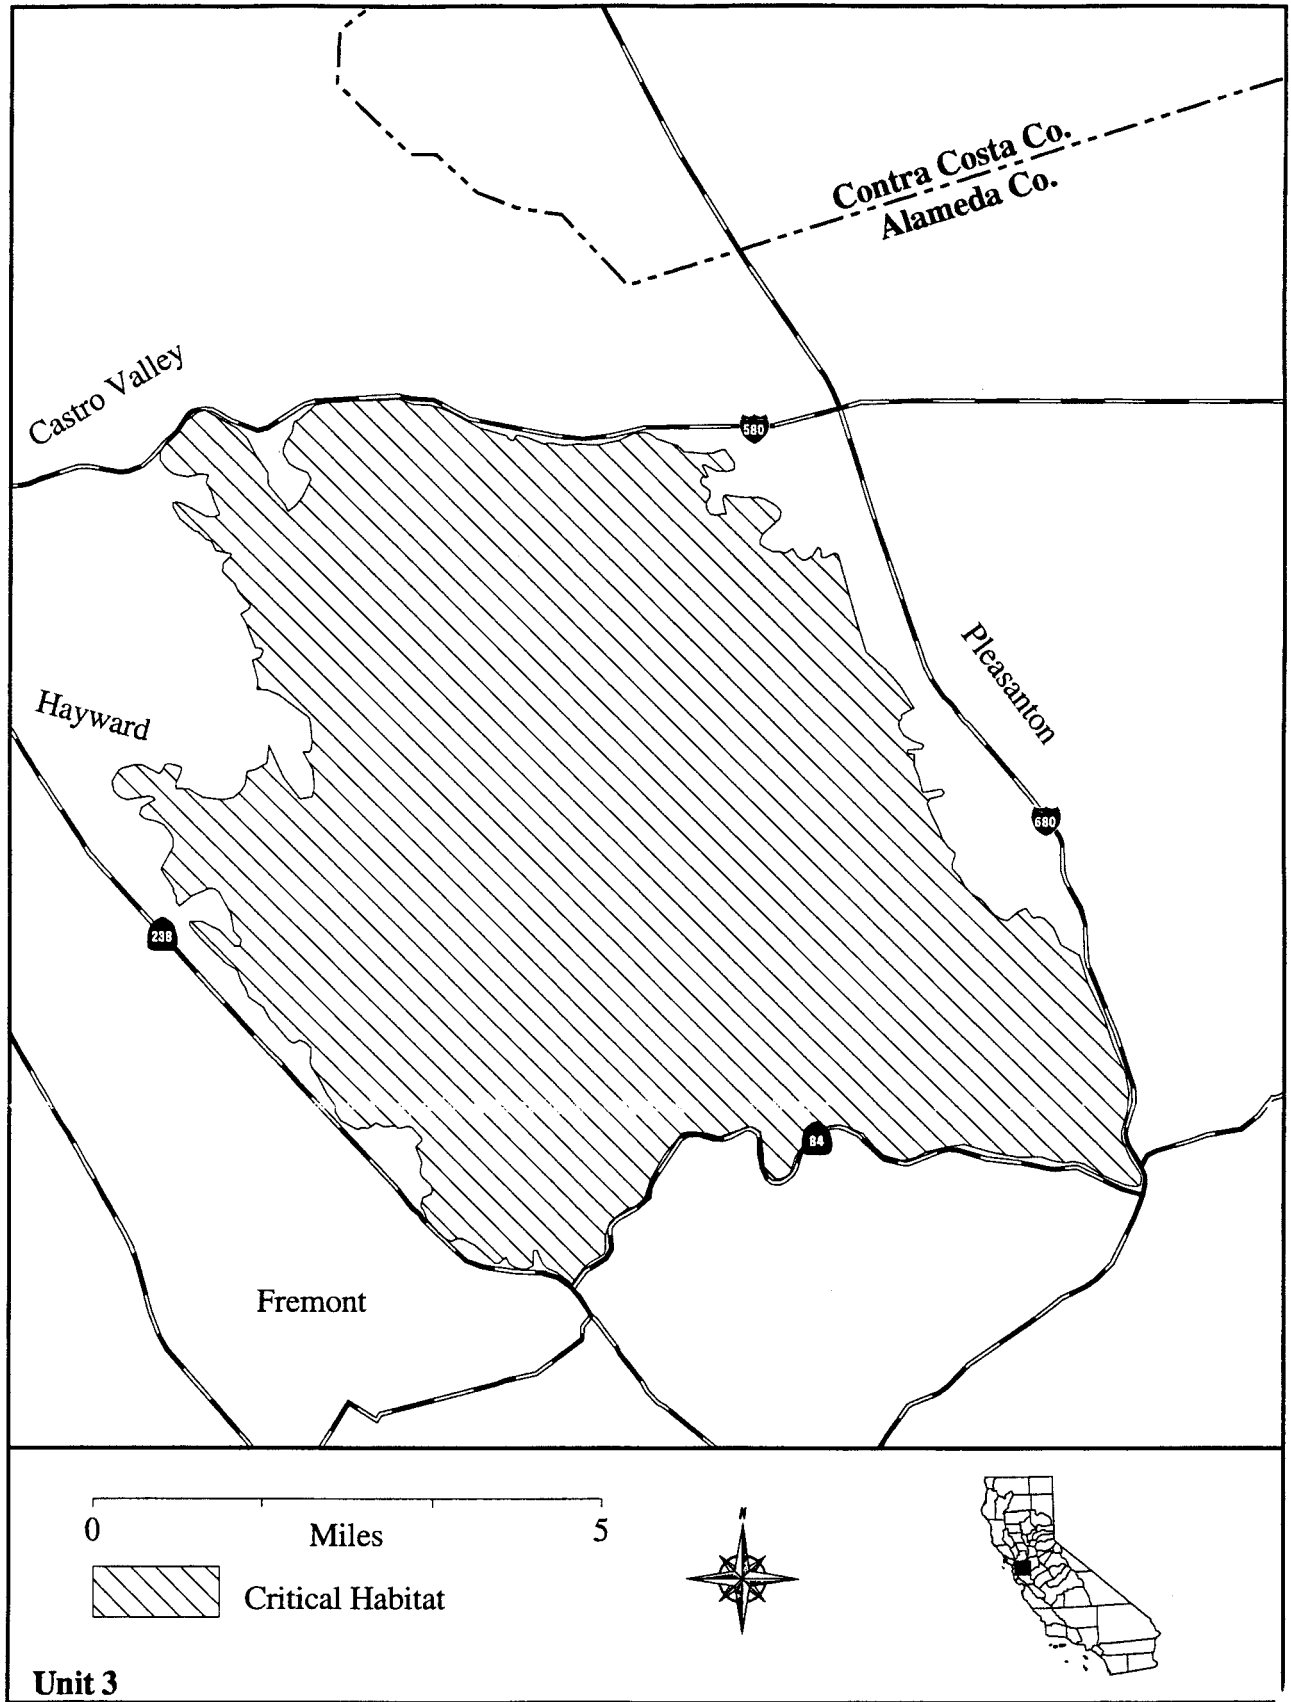 Contra Costa Co.
Alameda Co.
Castro Valley
580
Pleasanton
Hayward
680
238
84
Fremont
0 5
Miles
N
Critical Habitat
Unit 3